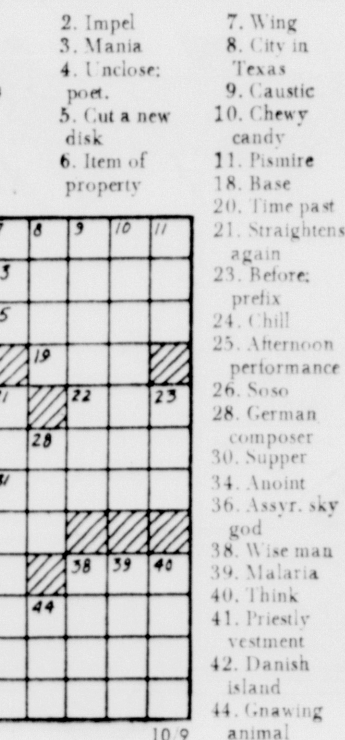 2. Impel
3. Mania
4. Unclose;
poet.
5. Cut a new
disk
6. Item of
property
7. Wing
8. City in
Texas
9. Caustic
10. Chewy
candy
11. Pismire
18. Base
20. Time past
21. Straightens
again
23. Before;
prefix
24. Chill
25. Afternoon
performance
26. Soso
28. German
composer
30. Supper
34. Anoint
36. Assyr. sky
god
38. Wise man
39. Malaria
40. Think
41. Priestly
vestment
42. Danish
island
44. Gnawing
animal
7 8 9 10 11
3
5
19
21 22 23
28
31
38 39 40
44
10/9